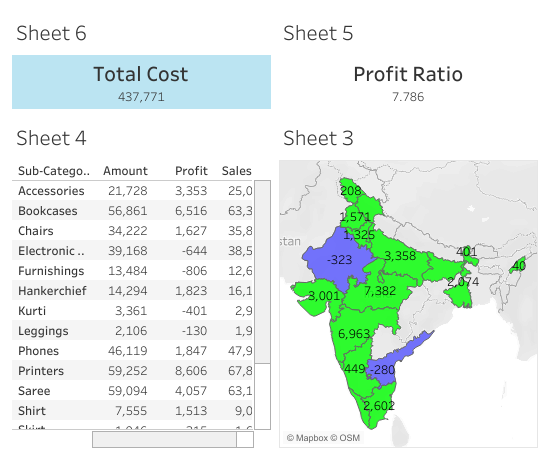 Sheet 6
Total Cost
437,771
Sheet 5
Profit Ratio
7.786
Sheet 4
Sub-Catego.. Amount Profit Sales
Accessories 21,728 3,353 25,0
Bookcases 56,861 6,516 63,3
Chairs 34,222 1,627 35,8
Electronic .. 39,168 -644 38,5
Furnishings 13,484 -806 12,6
Hankerchief 14,294 1,823 16,1
Kurti 3,361 -401 2,9
Leggings 2,106 -130 1,9
Phones 46,119 1,847 47,9
Printers 59,252 8,606 67,8
Saree 59,094 4,057 63,1
Shirt 7,555 1,513 9,0
Sheet 3
208
1,571
1,325
stan
-323
3,358
401
40
2,074
3,001
7,382
6,963
449
-280
2,602
© Mapbox © OSM